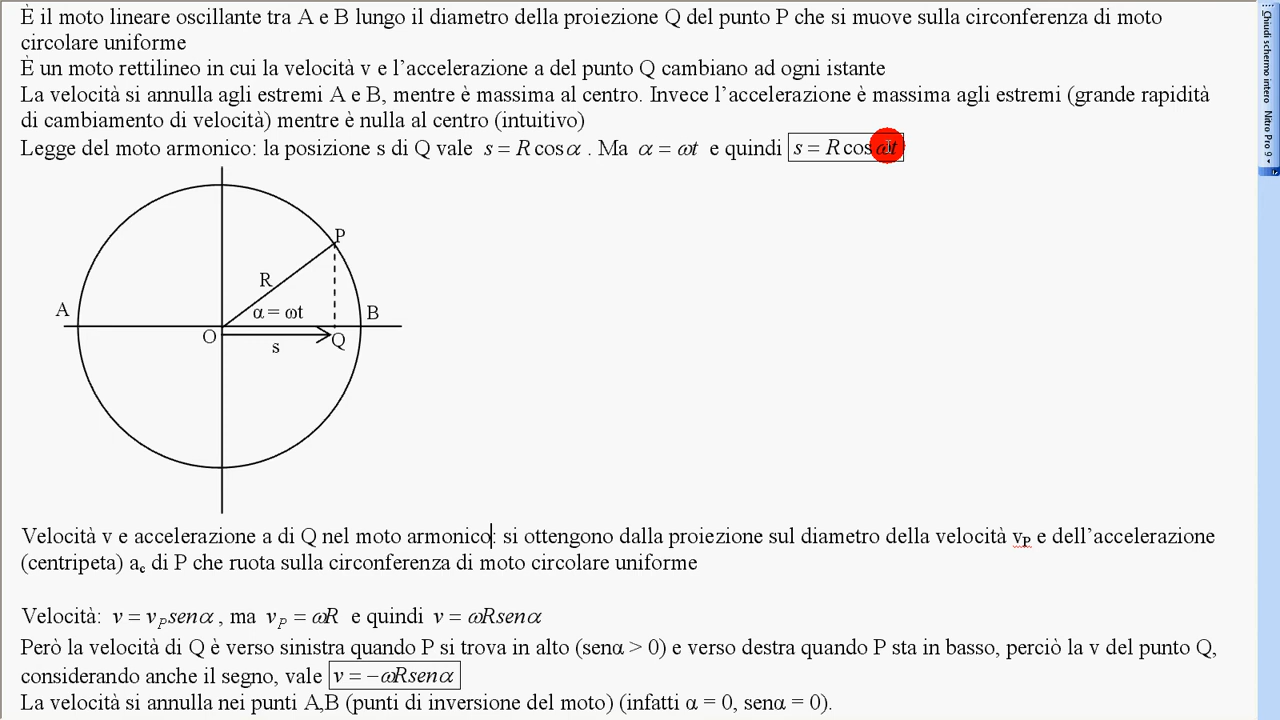 È il moto lineare oscillante tra A e B lungo il diametro della proiezione Q del punto P che si muove sulla circonferenza di moto
circolare uniforme
È un moto rettilineo in cui la velocità v e l’accelerazione a del punto Q cambiano ad ogni istante
La velocità si annulla agli estremi A e B, mentre è massima al centro. Invece l’accelerazione è massima agli estremi (grande rapidità
di cambiamento di velocità) mentre è nulla al centro (intuitivo)
Legge del moto armonico: la posizione s di Q vale s = R cos α . Ma α = ωt e quindi s = R cos ωt
P
R
A
α = ωt
B
O
s
Q
Velocità v e accelerazione a di Q nel moto armonico: si ottengono dalla proiezione sul diametro della velocità vP e dell’accelerazione
(centripeta) ac di P che ruota sulla circonferenza di moto circolare uniforme
Velocità: v = vP sen α , ma vP = ωR e quindi v = ωRsenα
Però la velocità di Q è verso sinistra quando P si trova in alto (senα > 0) e verso destra quando P sta in basso, perciò la v del punto Q,
considerando anche il segno, vale v = −ωRsenα
La velocità si annulla nei punti A,B (punti di inversione del moto) (infatti α = 0, senα = 0).
Chiudi schermo intero
Nitro Pro 9